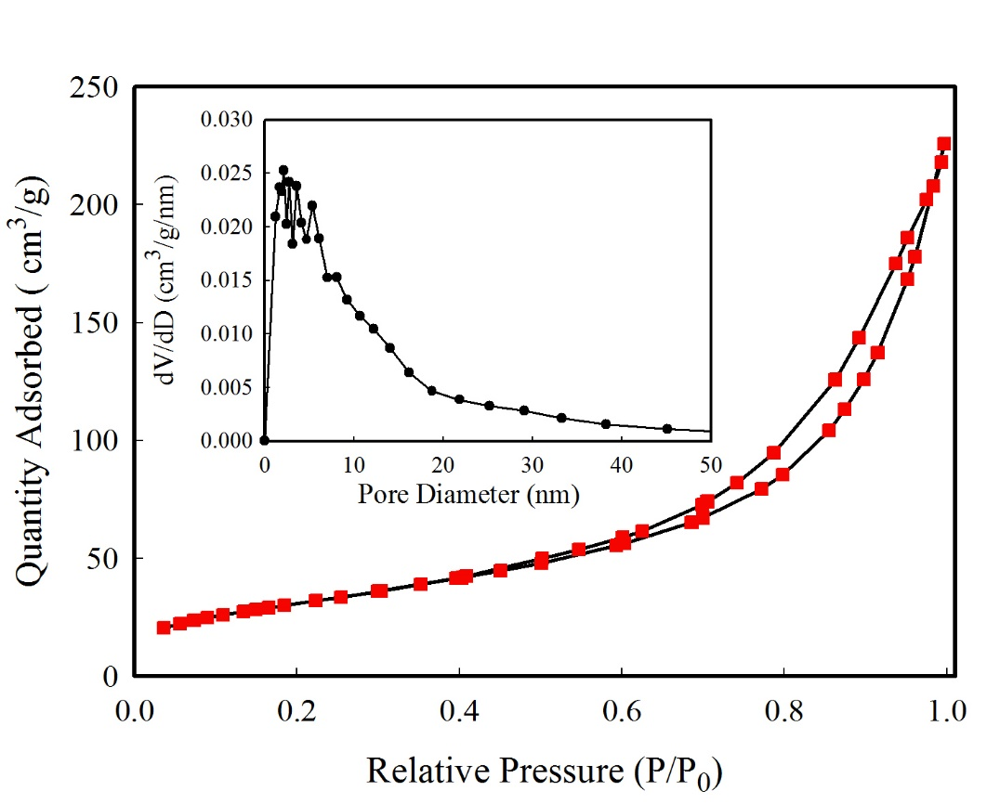 250
200
150
100
50
0
0.0 0.2 0.4 0.6 0.8 1.0
Quantity Adsorbed ( cm³/g)
Relative Pressure (P/P₀)
0.030
0.025
0.020
0.015
0.010
0.005
0.000
0 10 20 30 40 50
dV/dD (cm³/g/nm)
Pore Diameter (nm)